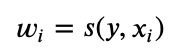 wᵢ = s(y, xᵢ)